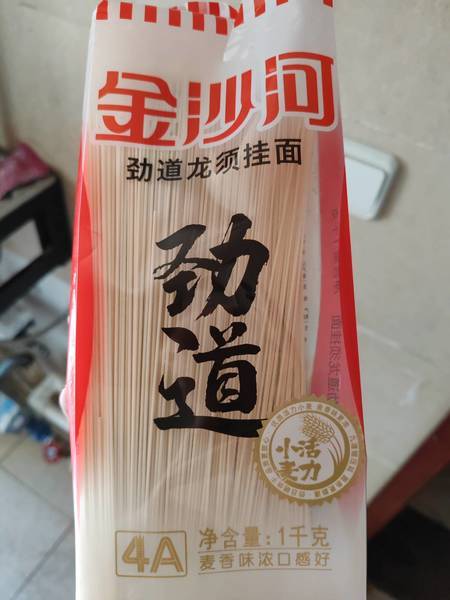 金沙河
劲道龙须挂面
劲道
活力
小麦
4A
净含量:1千克
麦香味浓口感好